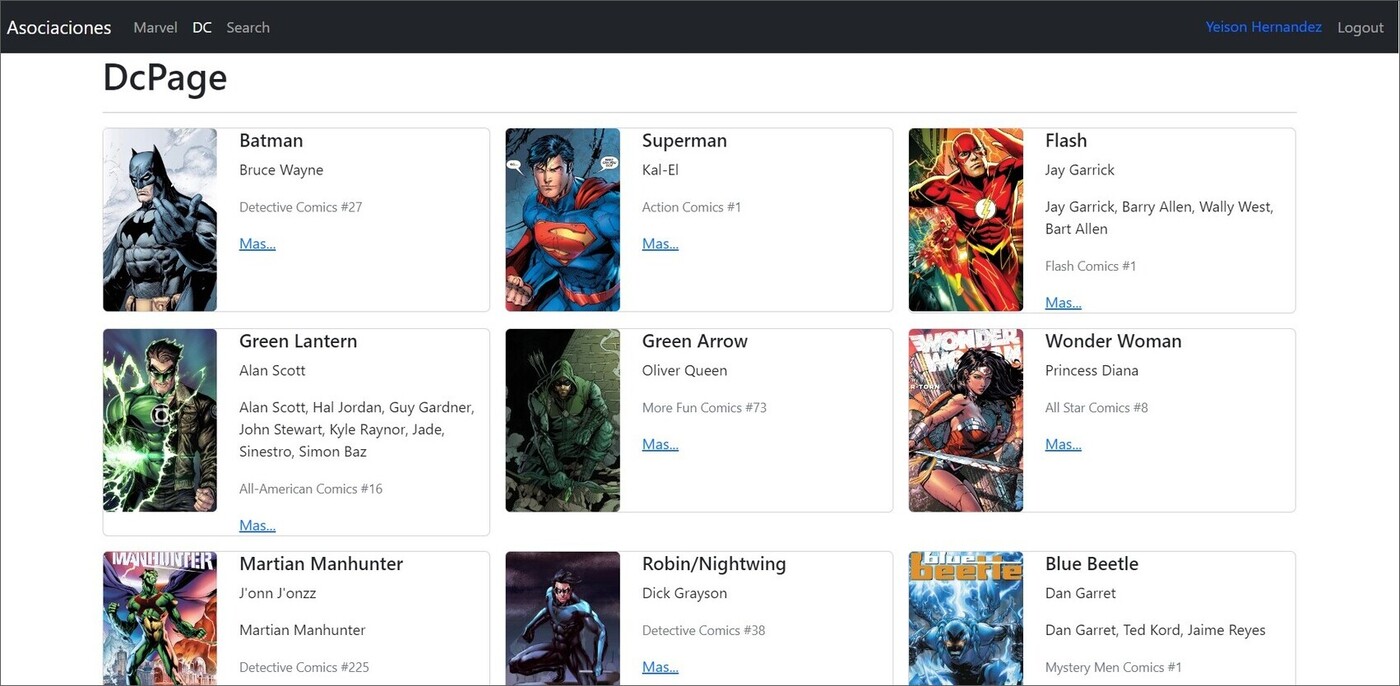 Asociaciones Marvel DC Search Yeison Hernandez Logout
DcPage
Batman
Bruce Wayne
Detective Comics #27
Mas...
Superman
Kal-El
Action Comics #1
Mas...
Flash
Jay Garrick
Jay Garrick, Barry Allen, Wally West,
Bart Allen
Flash Comics #1
Mas...
Green Lantern
Alan Scott
Alan Scott, Hal Jordan, Guy Gardner,
John Stewart, Kyle Raynor, Jade,
Sinestro, Simon Baz
All-American Comics #16
Mas...
Green Arrow
Oliver Queen
More Fun Comics #73
Mas...
WONDER
Wonder Woman
Princess Diana
All Star Comics #8
Mas...
MANHUNTER
Martian Manhunter
J'onn J'onzz
Martian Manhunter
Detective Comics #225
Robin/Nightwing
Dick Grayson
Detective Comics #38
Mas...
blue
beetle
Blue Beetle
Dan Garret
Dan Garret, Ted Kord, Jaime Reyes
Mystery Men Comics #1